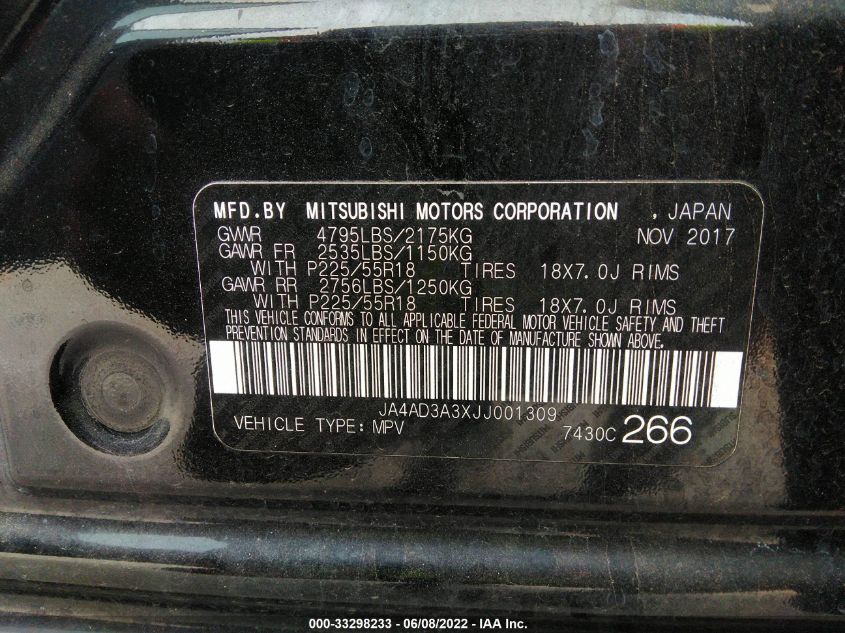 MFD.BY MITSUBISHI MOTORS CORPORATION , JAPAN
GVWR 4795LBS/2175KG NOV 2017
GAWR FR 2535LBS/1150KG
WITH P225/55R18 TIRES 18X7.0J RIMS
GAWR RR 2756LBS/1250KG
WITH P225/55R18 TIRES 18X7.0J RIMS
THIS VEHICLE CONFORMS TO ALL APPLICABLE FEDERAL MOTOR VEHICLE SAFETY AND THEFT
PREVENTION STANDARDS IN EFFECT ON THE DATE OF MANUFACTURE SHOWN ABOVE.
JA4AD3A3XJJ001309
VEHICLE TYPE: MPV 7430C 266
000-33298233 - 06/08/2022 - IAA Inc.